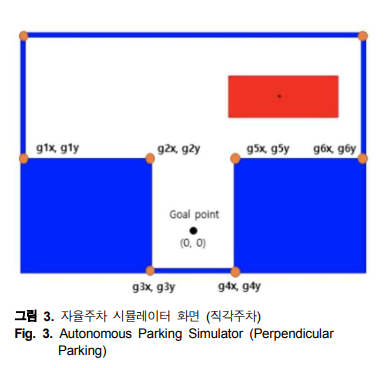 g1x, g1y
g2x, g2y
g5x, g5y
g6x, g6y
Goal point
(0, 0)
g3x, g3y
g4x, g4y
그림 3. 자율주차 시뮬레이터 화면 (직각주차)
Fig. 3. Autonomous Parking Simulator (Perpendicular
Parking)